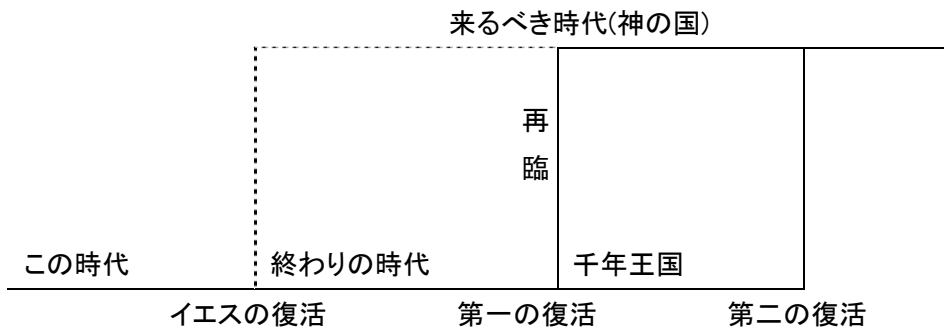 来るべき時代(神の国)
再
臨
この時代
終わりの時代
千年王国
イエスの復活
第一の復活
第二の復活